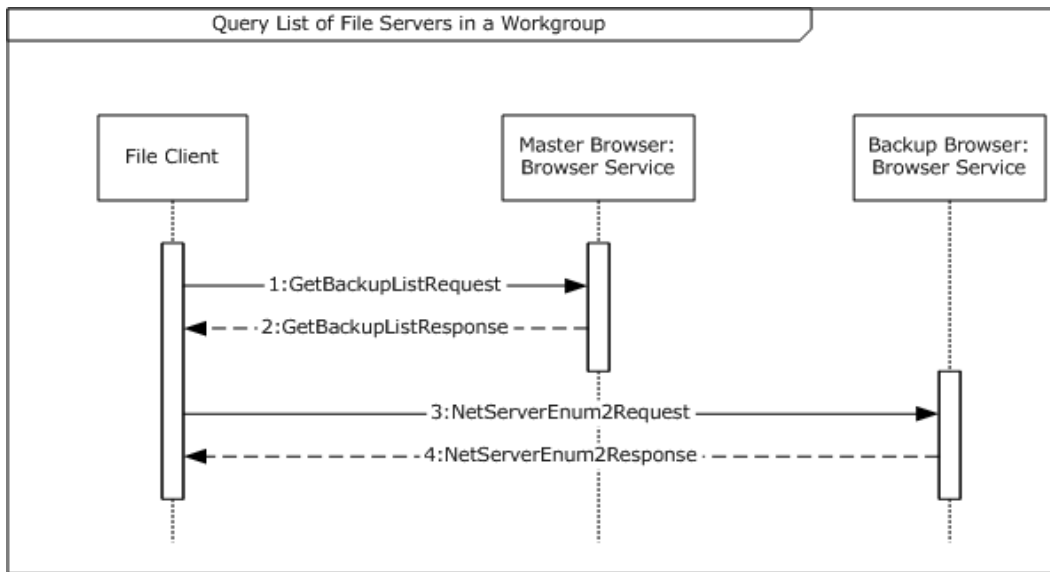 Query List of File Servers in a Workgroup
File Client
Master Browser:
Browser Service
Backup Browser:
Browser Service
1:GetBackupListRequest
2:GetBackupListResponse
3:NetServerEnum2Request
4:NetServerEnum2Response